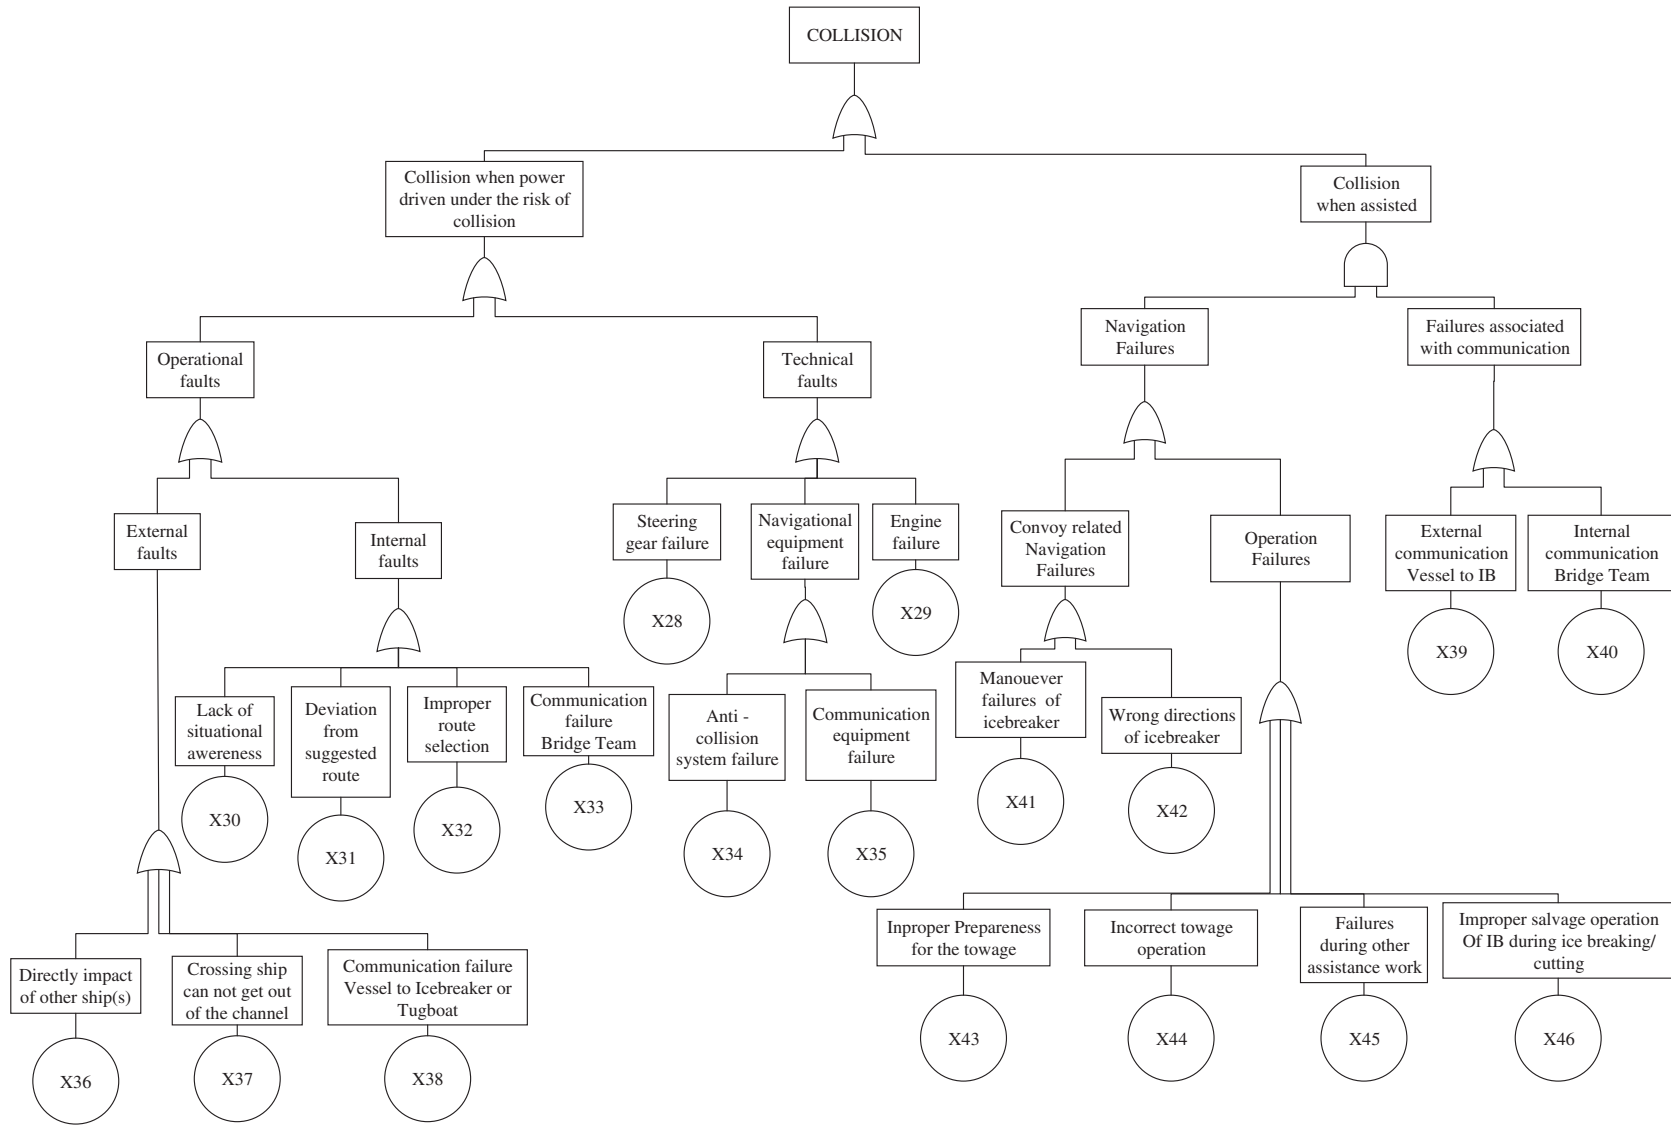 COLLISION
Collision when power
driven under the risk of
collision
Collision
when assisted
Operational
faults
Technical
faults
Navigation
Failures
Failures associated
with communication
External
faults
Internal
faults
Steering
gear failure
Navigational
equipment
failure
Engine
failure
Convoy related
Navigation
Failures
Operation
Failures
External
communication
Vessel to IB
Internal
communication
Bridge Team
X28
X29
X39
X40
Lack of
situational
awereness
Deviation
from
suggested
route
Improper
route
selection
Communication
failure
Bridge Team
Anti -
collision
system failure
Communication
equipment
failure
Manouever
failures of
icebreaker
Wrong directions
of icebreaker
X30
X31
X32
X33
X34
X35
X41
X42
Directly impact
of other ship(s)
Crossing ship
can not get out
of the channel
Communication failure
Vessel to Icebreaker or
Tugboat
Inproper Prepareness
for the towage
Incorrect towage
operation
Failures
during other
assistance work
Improper salvage operation
Of IB during ice breaking/
cutting
X36
X37
X38
X43
X44
X45
X46